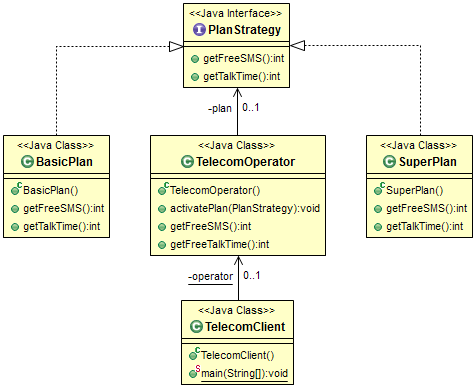 <<Java Interface>>
PlanStrategy
getFreeSMS():int
getTalkTime():int
-plan
0..1
<<Java Class>>
BasicPlan
BasicPlan()
getFreeSMS():int
getTalkTime():int
<<Java Class>>
TelecomOperator
TelecomOperator()
activatePlan(PlanStrategy):void
getFreeSMS():int
getFreeTalkTime():int
<<Java Class>>
SuperPlan
SuperPlan()
getFreeSMS():int
getTalkTime():int
-operator
0..1
<<Java Class>>
TelecomClient
TelecomClient()
main(String[]):void